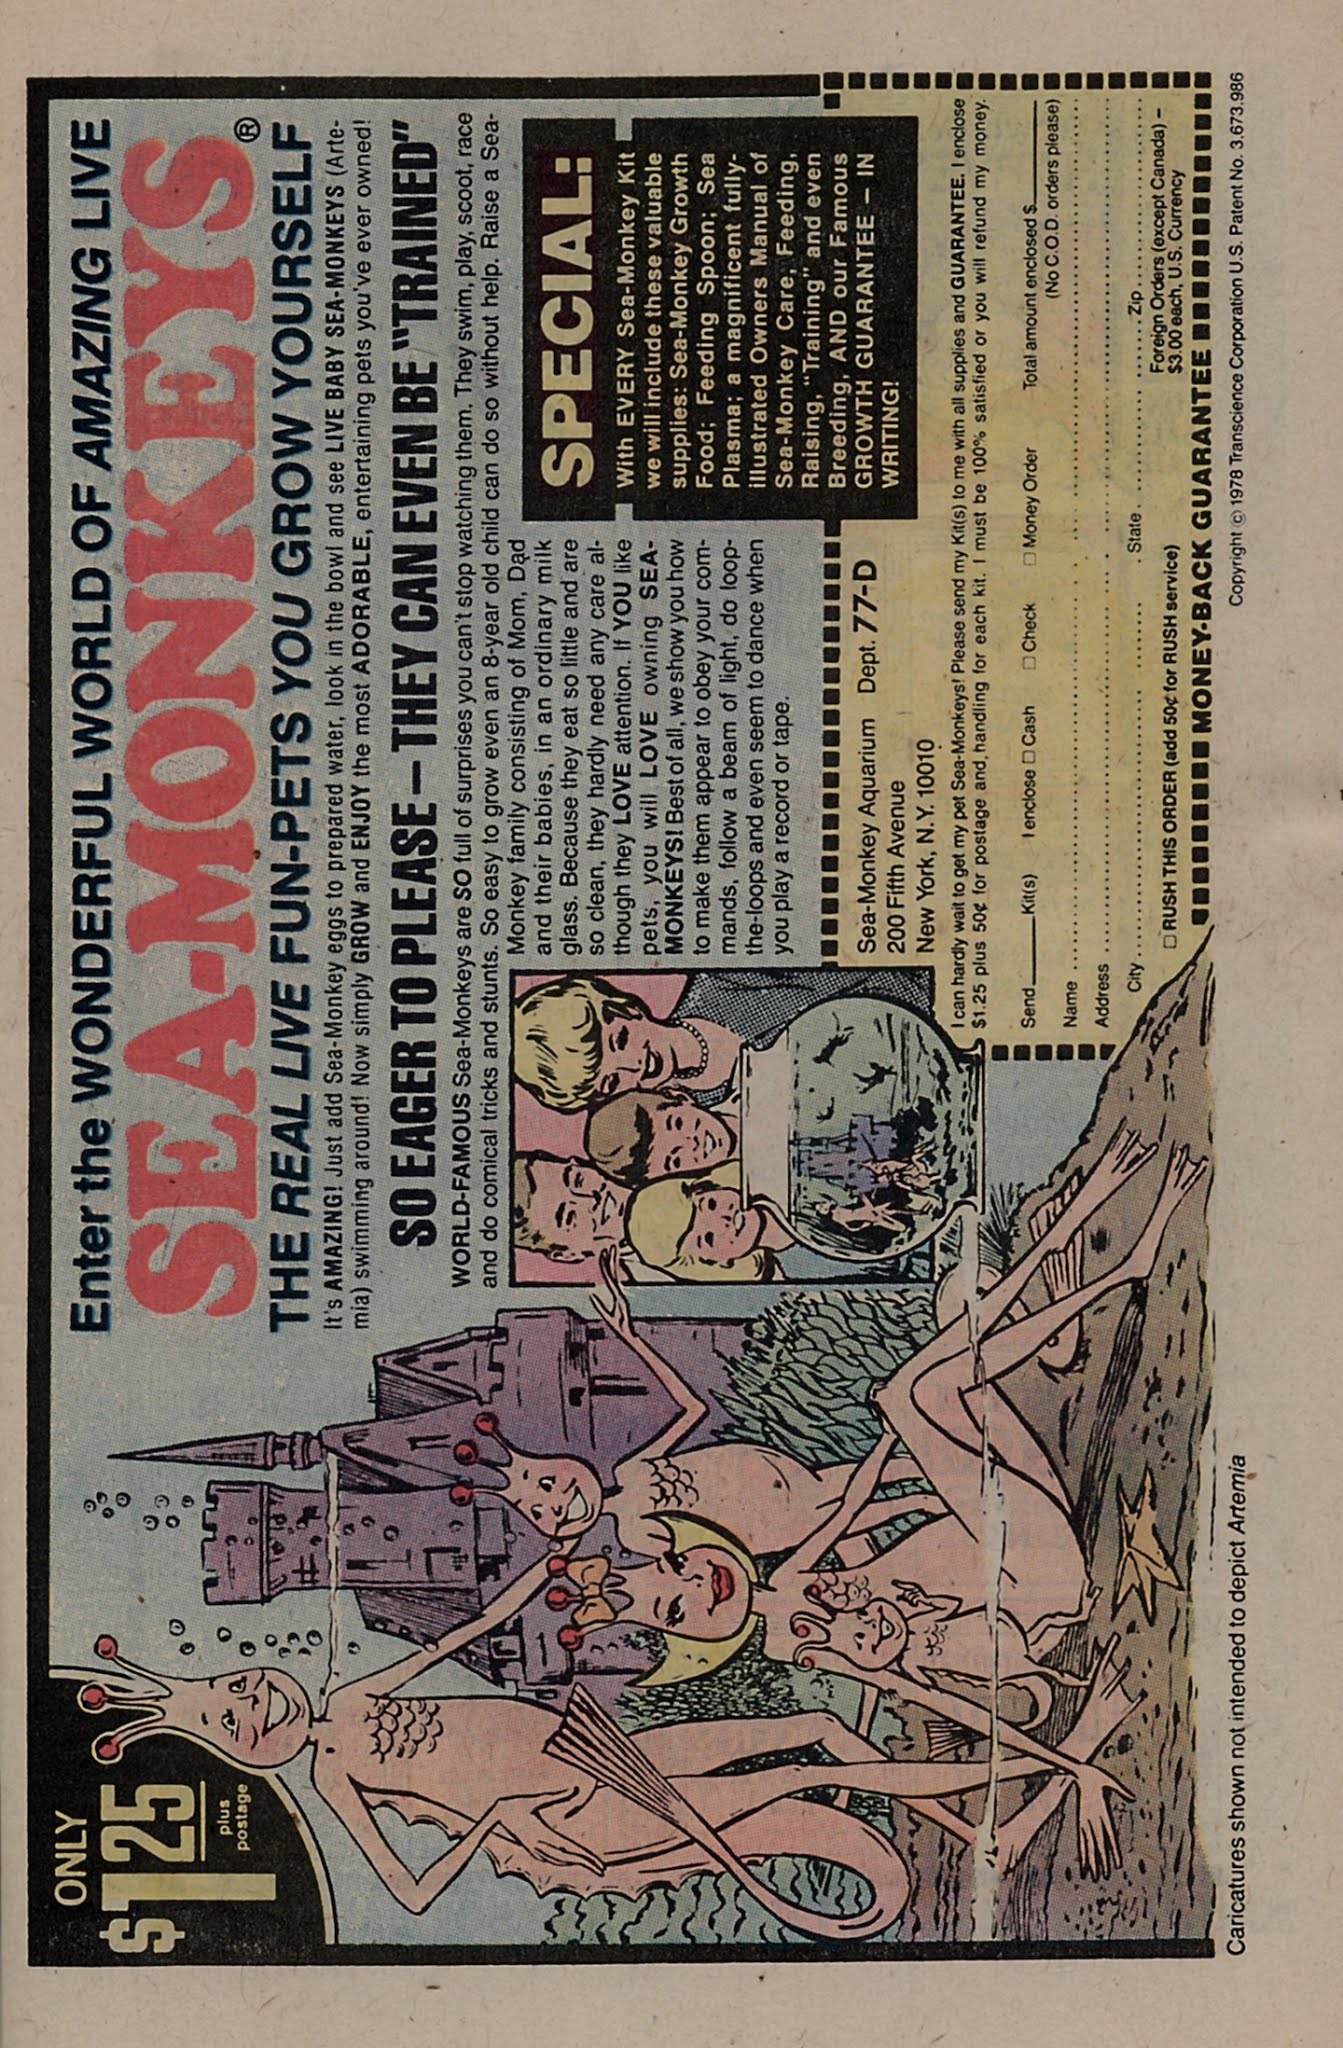 ONLY
$1.25
plus
postage
Enter the WONDERFUL WORLD OF AMAZING LIVE
SEA-MONKEYS®
THE REAL LIVE FUN-PETS YOU GROW YOURSELF
It's AMAZING! Just add Sea-Monkey eggs to prepared water, look in the bowl and see LIVE BABY SEA-MONKEYS (Arte-
mia) swimming around! Now simply GROW and ENJOY the most ADORABLE, entertaining pets you've ever owned!
SO EAGER TO PLEASE – THEY CAN EVEN BE "TRAINED"
WORLD-FAMOUS Sea-Monkeys are SO full of surprises you can't stop watching them. They swim, play, scoot, race
and do comical tricks and stunts. So easy to grow even an 8-year old child can do so without help. Raise a Sea-
Monkey family consisting of Mom, Dad
and their babies, in an ordinary milk
glass. Because they eat so little and are
so clean, they hardly need any care al-
though they LOVE attention. If YOU like
pets, you will LOVE owning SEA-
MONKEYS! Best of all, we show you how
to make them appear to obey your com-
mands, follow a beam of light, do loop-
the-loops and even seem to dance when
you play a record or tape.
SPECIAL:
With EVERY Sea-Monkey Kit
we will include these valuable
supplies: Sea-Monkey Growth
Food; Feeding Spoon; Sea
Plasma; a magnificent fully-
Illustrated Owners Manual of
Sea-Monkey Care, Feeding,
Raising, "Training" and even
Breeding, AND our Famous
GROWTH GUARANTEE – IN
WRITING!
Sea-Monkey Aquarium Dept. 77-D
200 Fifth Avenue
New York, N.Y. 10010
I can hardly wait to get my pet Sea-Monkeys! Please send my Kit(s) to me with all supplies and GUARANTEE. I enclose
$1.25 plus 50¢ for postage and handling for each kit. I must be 100% satisfied or you will refund my money.
Send____Kit(s) I enclose □ Cash □ Check □ Money Order Total amount enclosed $________
(No C.O.D. orders please)
Name
Address
City State Zip
□ RUSH THIS ORDER (add 50¢ for RUSH service)
Foreign Orders (except Canada) –
$3.00 each, U.S. Currency
MONEY-BACK GUARANTEE
Caricatures shown not intended to depict Artemia
Copyright © 1978 Transcience Corporation U.S. Patent No. 3,673,986